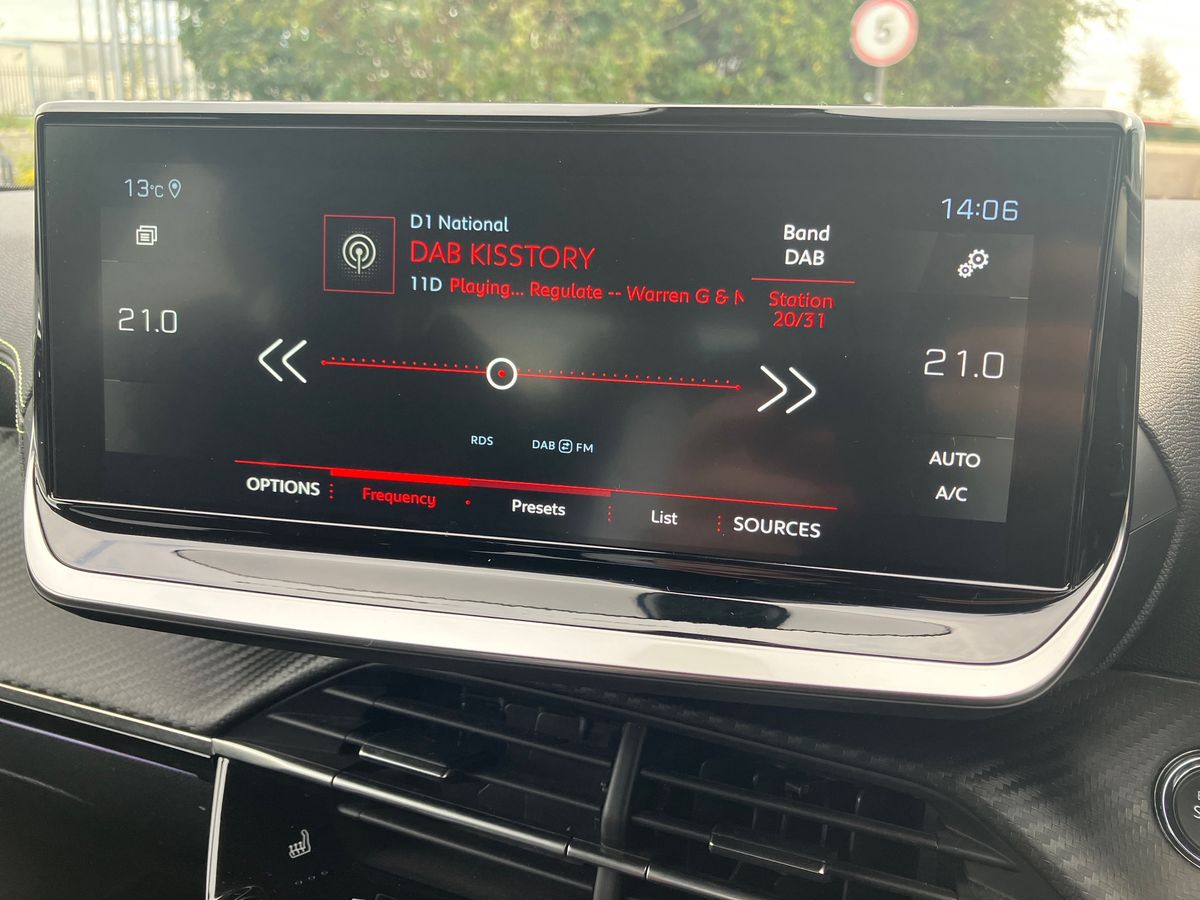 5
13°C
14:06
D1 National
DAB KISSTORY
11D Playing... Regulate -- Warren G & N
Band
DAB
Station
20/31
21.0
21.0
RDS
DAB FM
AUTO
A/C
OPTIONS
Frequency
Presets
List
SOURCES